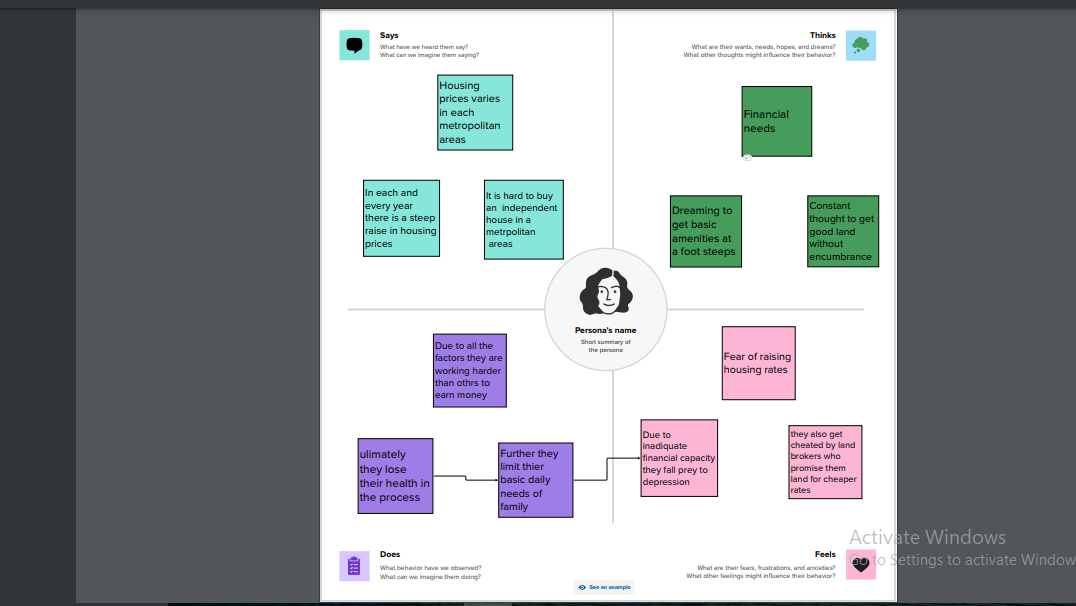 Says
What have we heard them say?
What can we imagine them saying?
Thinks
What are their wants, needs, hopes, and dreams?
What other thoughts might influence their behavior?
Housing
prices varies
in each
metropolitan
areas
Financial
needs
In each and
every year
there is a steep
raise in housing
prices
It is hard to buy
an independent
house in a
metrpolitan
areas
Dreaming to
get basic
amenities at
a foot steeps
Constant
thought to get
good land
without
encumbrance
Persona's name
Short summary of
the persona
Due to all the
factors they are
working harder
than othrs to
earn money
Fear of raising
housing rates
ulimately
they lose
their health in
the process
Further they
limit thier
basic daily
needs of
family
Due to
inadiquate
financial capacity
they fall prey to
depression
they also get
cheated by land
brokers who
promise them
land for cheaper
rates
Does
What behavior have we observed?
What can we imagine them doing?
Feels
What are their fears, frustrations, and anxieties?
What other feelings might influence their behavior?
See an example
Activate Windows
Go to Settings to activate Window